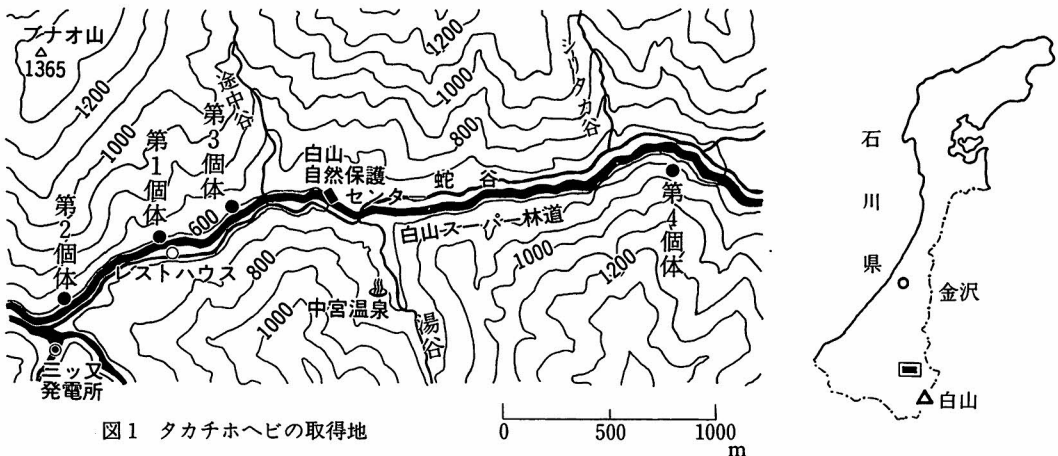 ブナオ山
1365
1200
1000
第2個体
第1個体
第3個体
途中谷
600
レストハウス
三ッ又
発電所
白山
自然保護
センター
蛇谷
白山スーパー林道
800
1000
中宮温泉
湯谷
1200
1000
800
シリタカ谷
1000
1200
第4個体
図1 タカチホヘビの取得地
0 500 1000
m
石川県
金沢
白山